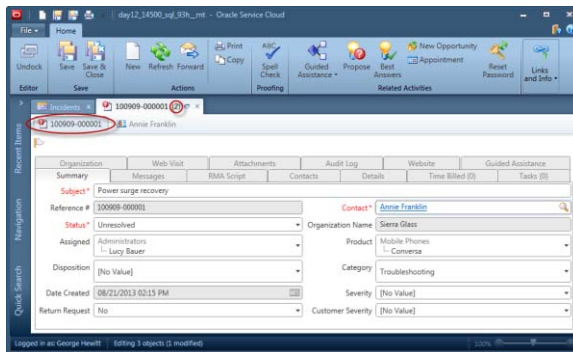 day12_14500_sql_93h_mt - Oracle Service Cloud
File Home
Undock Save Save & Close New Refresh Forward Print Copy Spell Check Guided Assistance Propose Best Answers New Opportunity Appointment Reset Password Links and Info
Editor Save Actions Proofing Related Activities
Incidents 100909-000001 (2)
100909-000001 Annie Franklin
Recent Items
Navigation
Quick Search
Organization Web Visit Attachments Audit Log Website Guided Assistance
Summary Messages RMA Script Contacts Details Time Billed (0) Tasks (0)
Subject* Power surge recovery
Reference # 100909-000001 Contact* Annie Franklin
Status* Unresolved Organization Name Sierra Glass
Assigned Administrators Product Mobile Phones
Lucy Bauer Conversa
Disposition [No Value] Category Troubleshooting
Date Created 08/21/2013 02:15 PM Severity [No Value]
Return Request No Customer Severity [No Value]
Logged in as: George Hewitt Editing 3 objects (1 modified) 100%